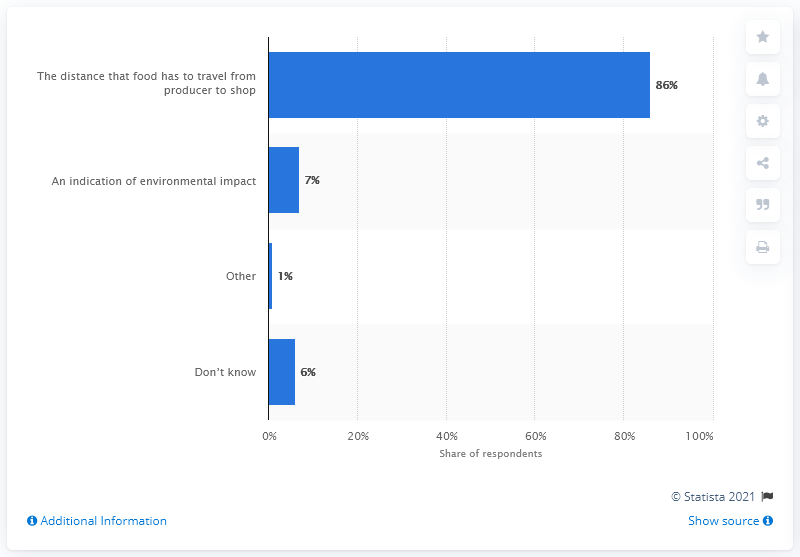 The distance that food has to travel from
producer to shop
86%
An indication of environmental impact
7%
Other
1%
Don’t know
6%
0% 20% 40% 60% 80% 100%
Share of respondents
© Statista 2021
Additional Information
Show source